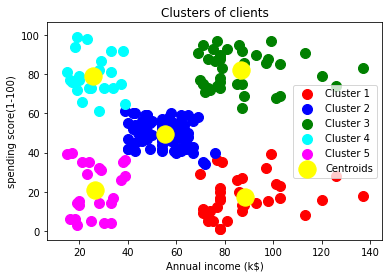 Clusters of clients
100
80
60
40
20
0
spending score(1-100)
Cluster 1
Cluster 2
Cluster 3
Cluster 4
Cluster 5
Centroids
20 40 60 80 100 120 140
Annual income (k$)